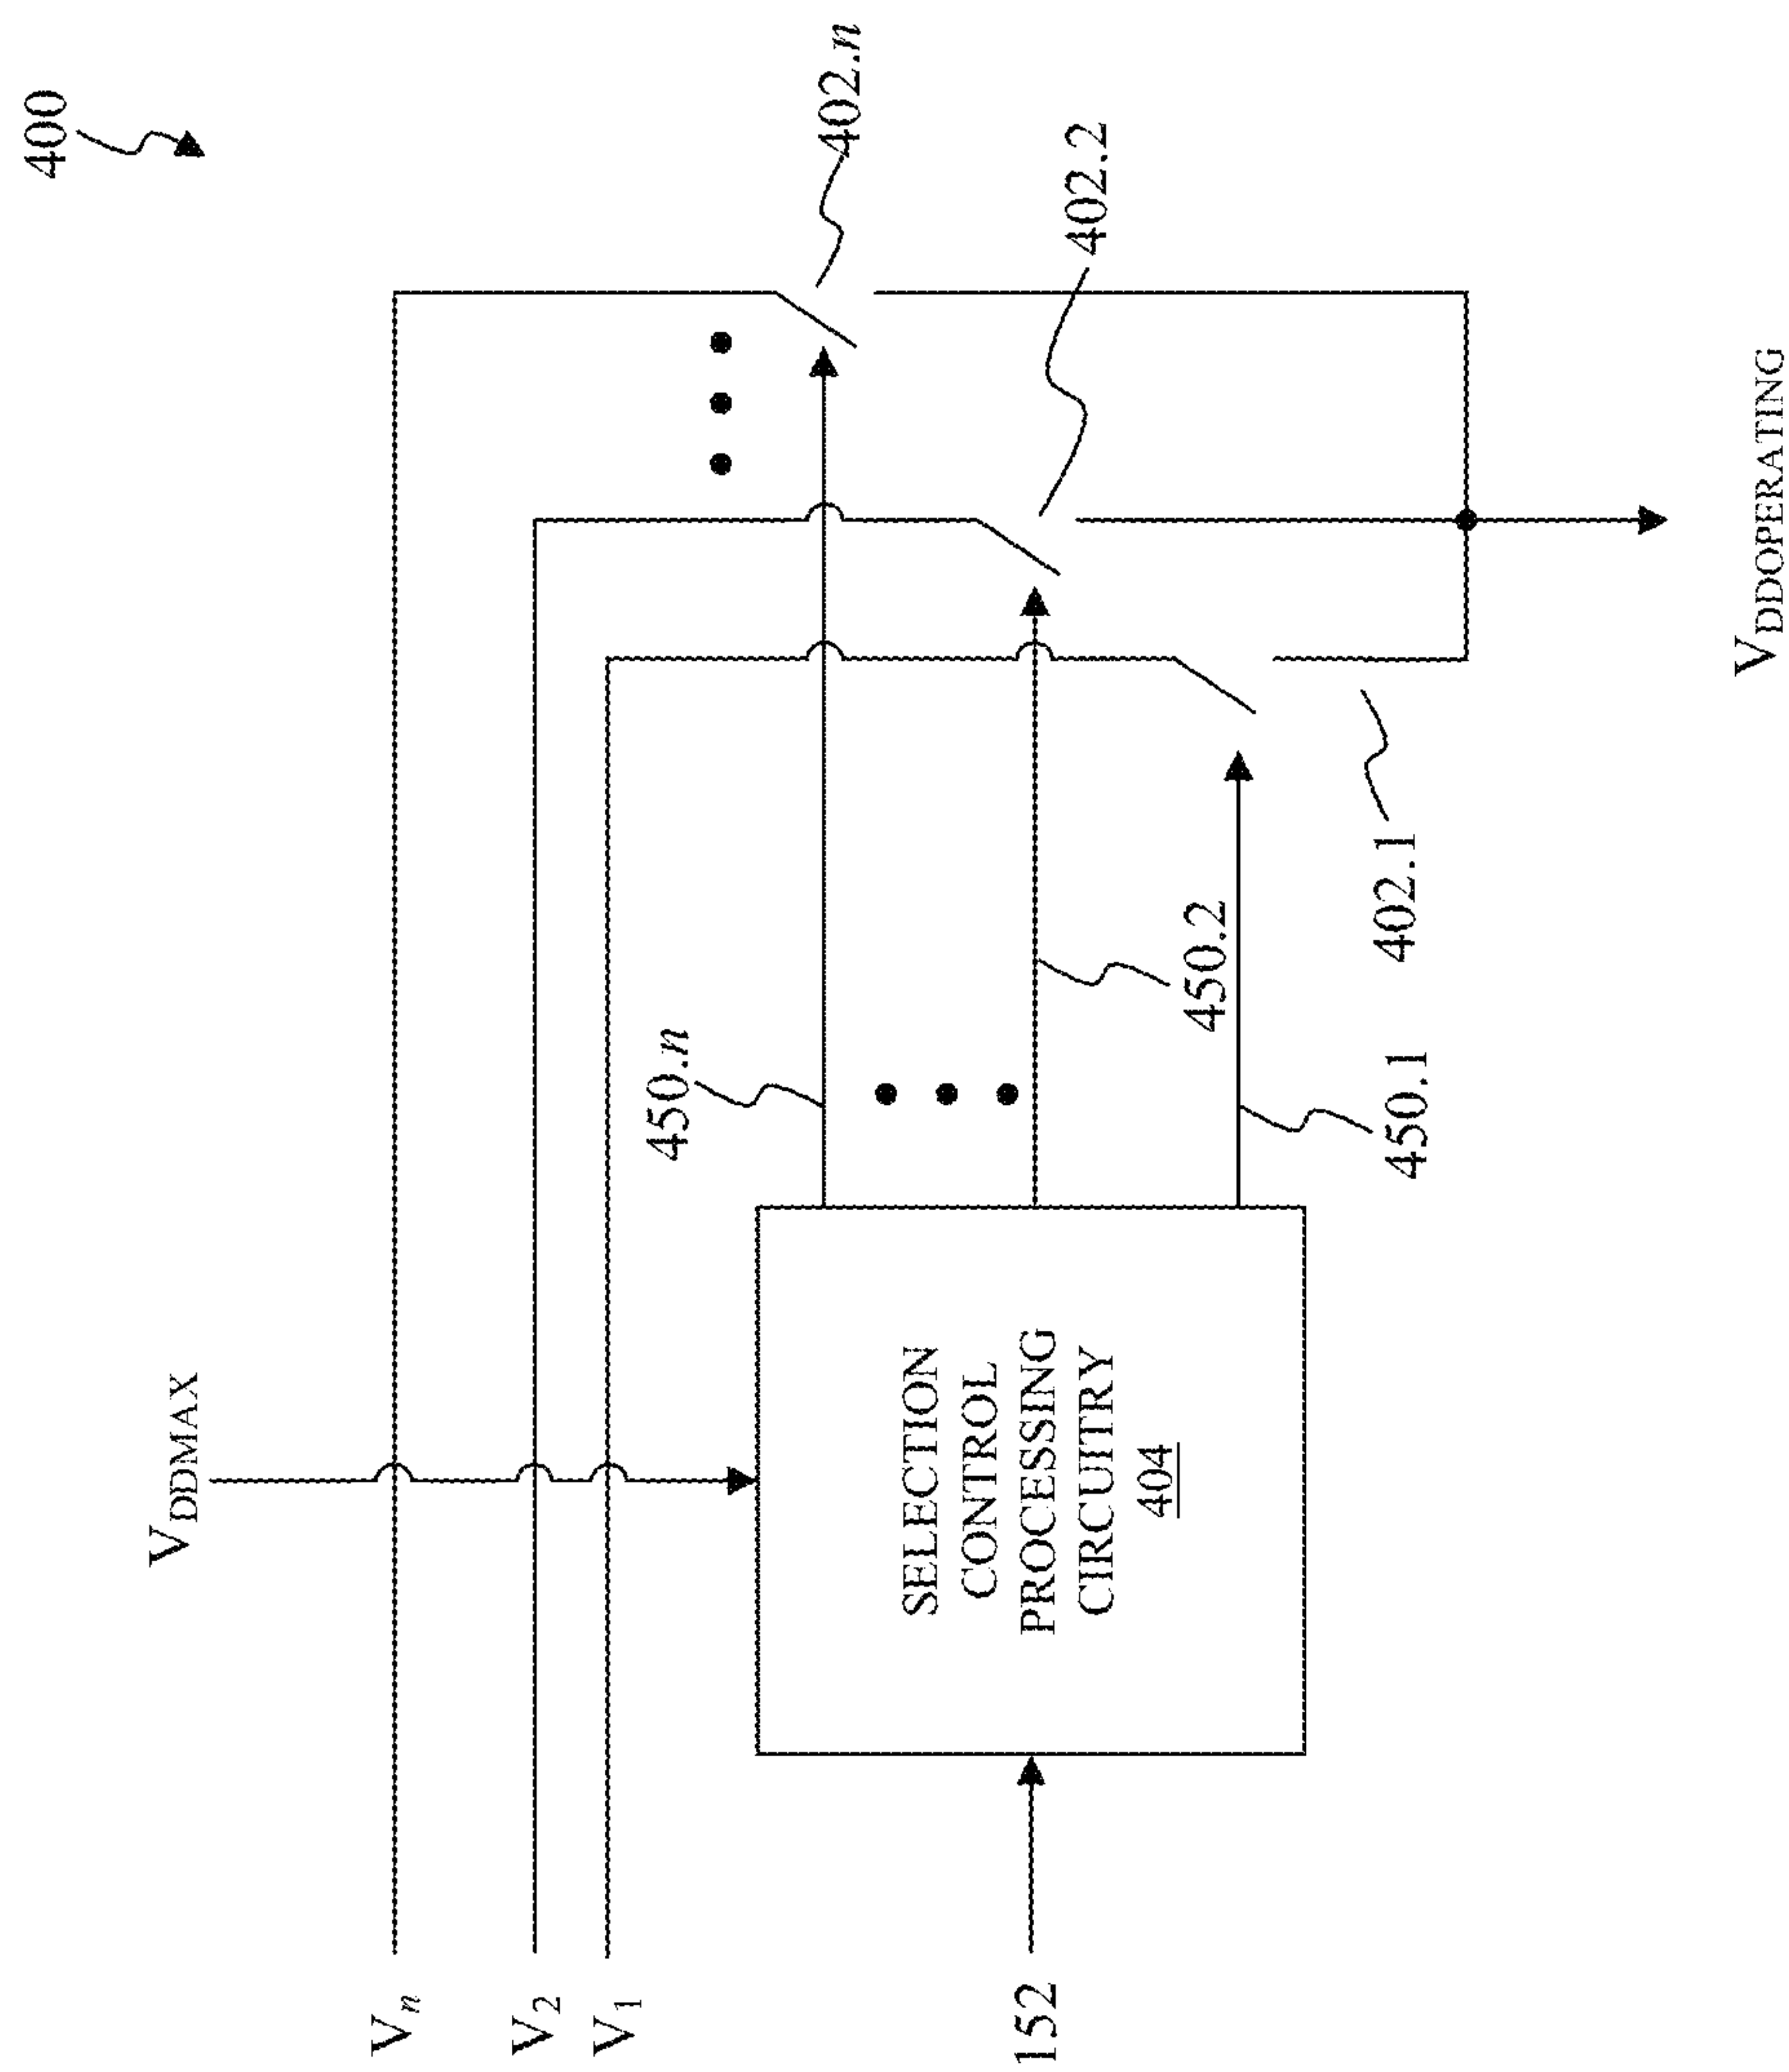 400
V_DDMAX
V_n
V_2
V_1
152
SELECTION
CONTROL
PROCESSING
CIRCUITRY
404
450.n
450.2
450.1
402.n
402.2
402.1
V_DDOPERATING